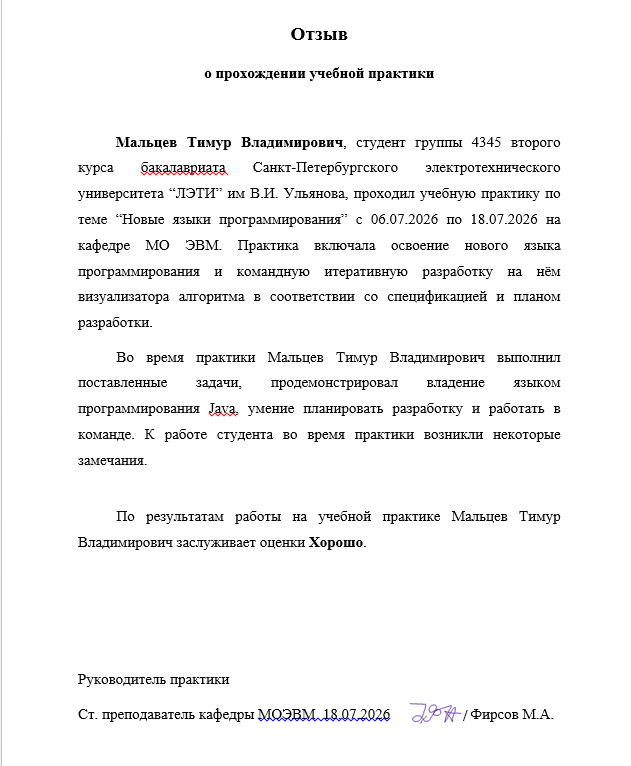 Отзыв
о прохождении учебной практики
Мальцев Тимур Владимирович, студент группы 4345 второго
курса бакалавриата Санкт-Петербургского электротехнического
университета “ЛЭТИ” им В.И. Ульянова, проходил учебную практику по
теме “Новые языки программирования” с 06.07.2026 по 18.07.2026 на
кафедре МО ЭВМ. Практика включала освоение нового языка
программирования и командную итеративную разработку на нём
визуализатора алгоритма в соответствии со спецификацией и планом
разработки.
Во время практики Мальцев Тимур Владимирович выполнил
поставленные задачи, продемонстрировал владение языком
программирования Java, умение планировать разработку и работать в
команде. К работе студента во время практики возникли некоторые
замечания.
По результатам работы на учебной практике Мальцев Тимур
Владимирович заслуживает оценки Хорошо.
Руководитель практики
Ст. преподаватель кафедры МОЭВМ 18.07.2026 / Фирсов М.А.